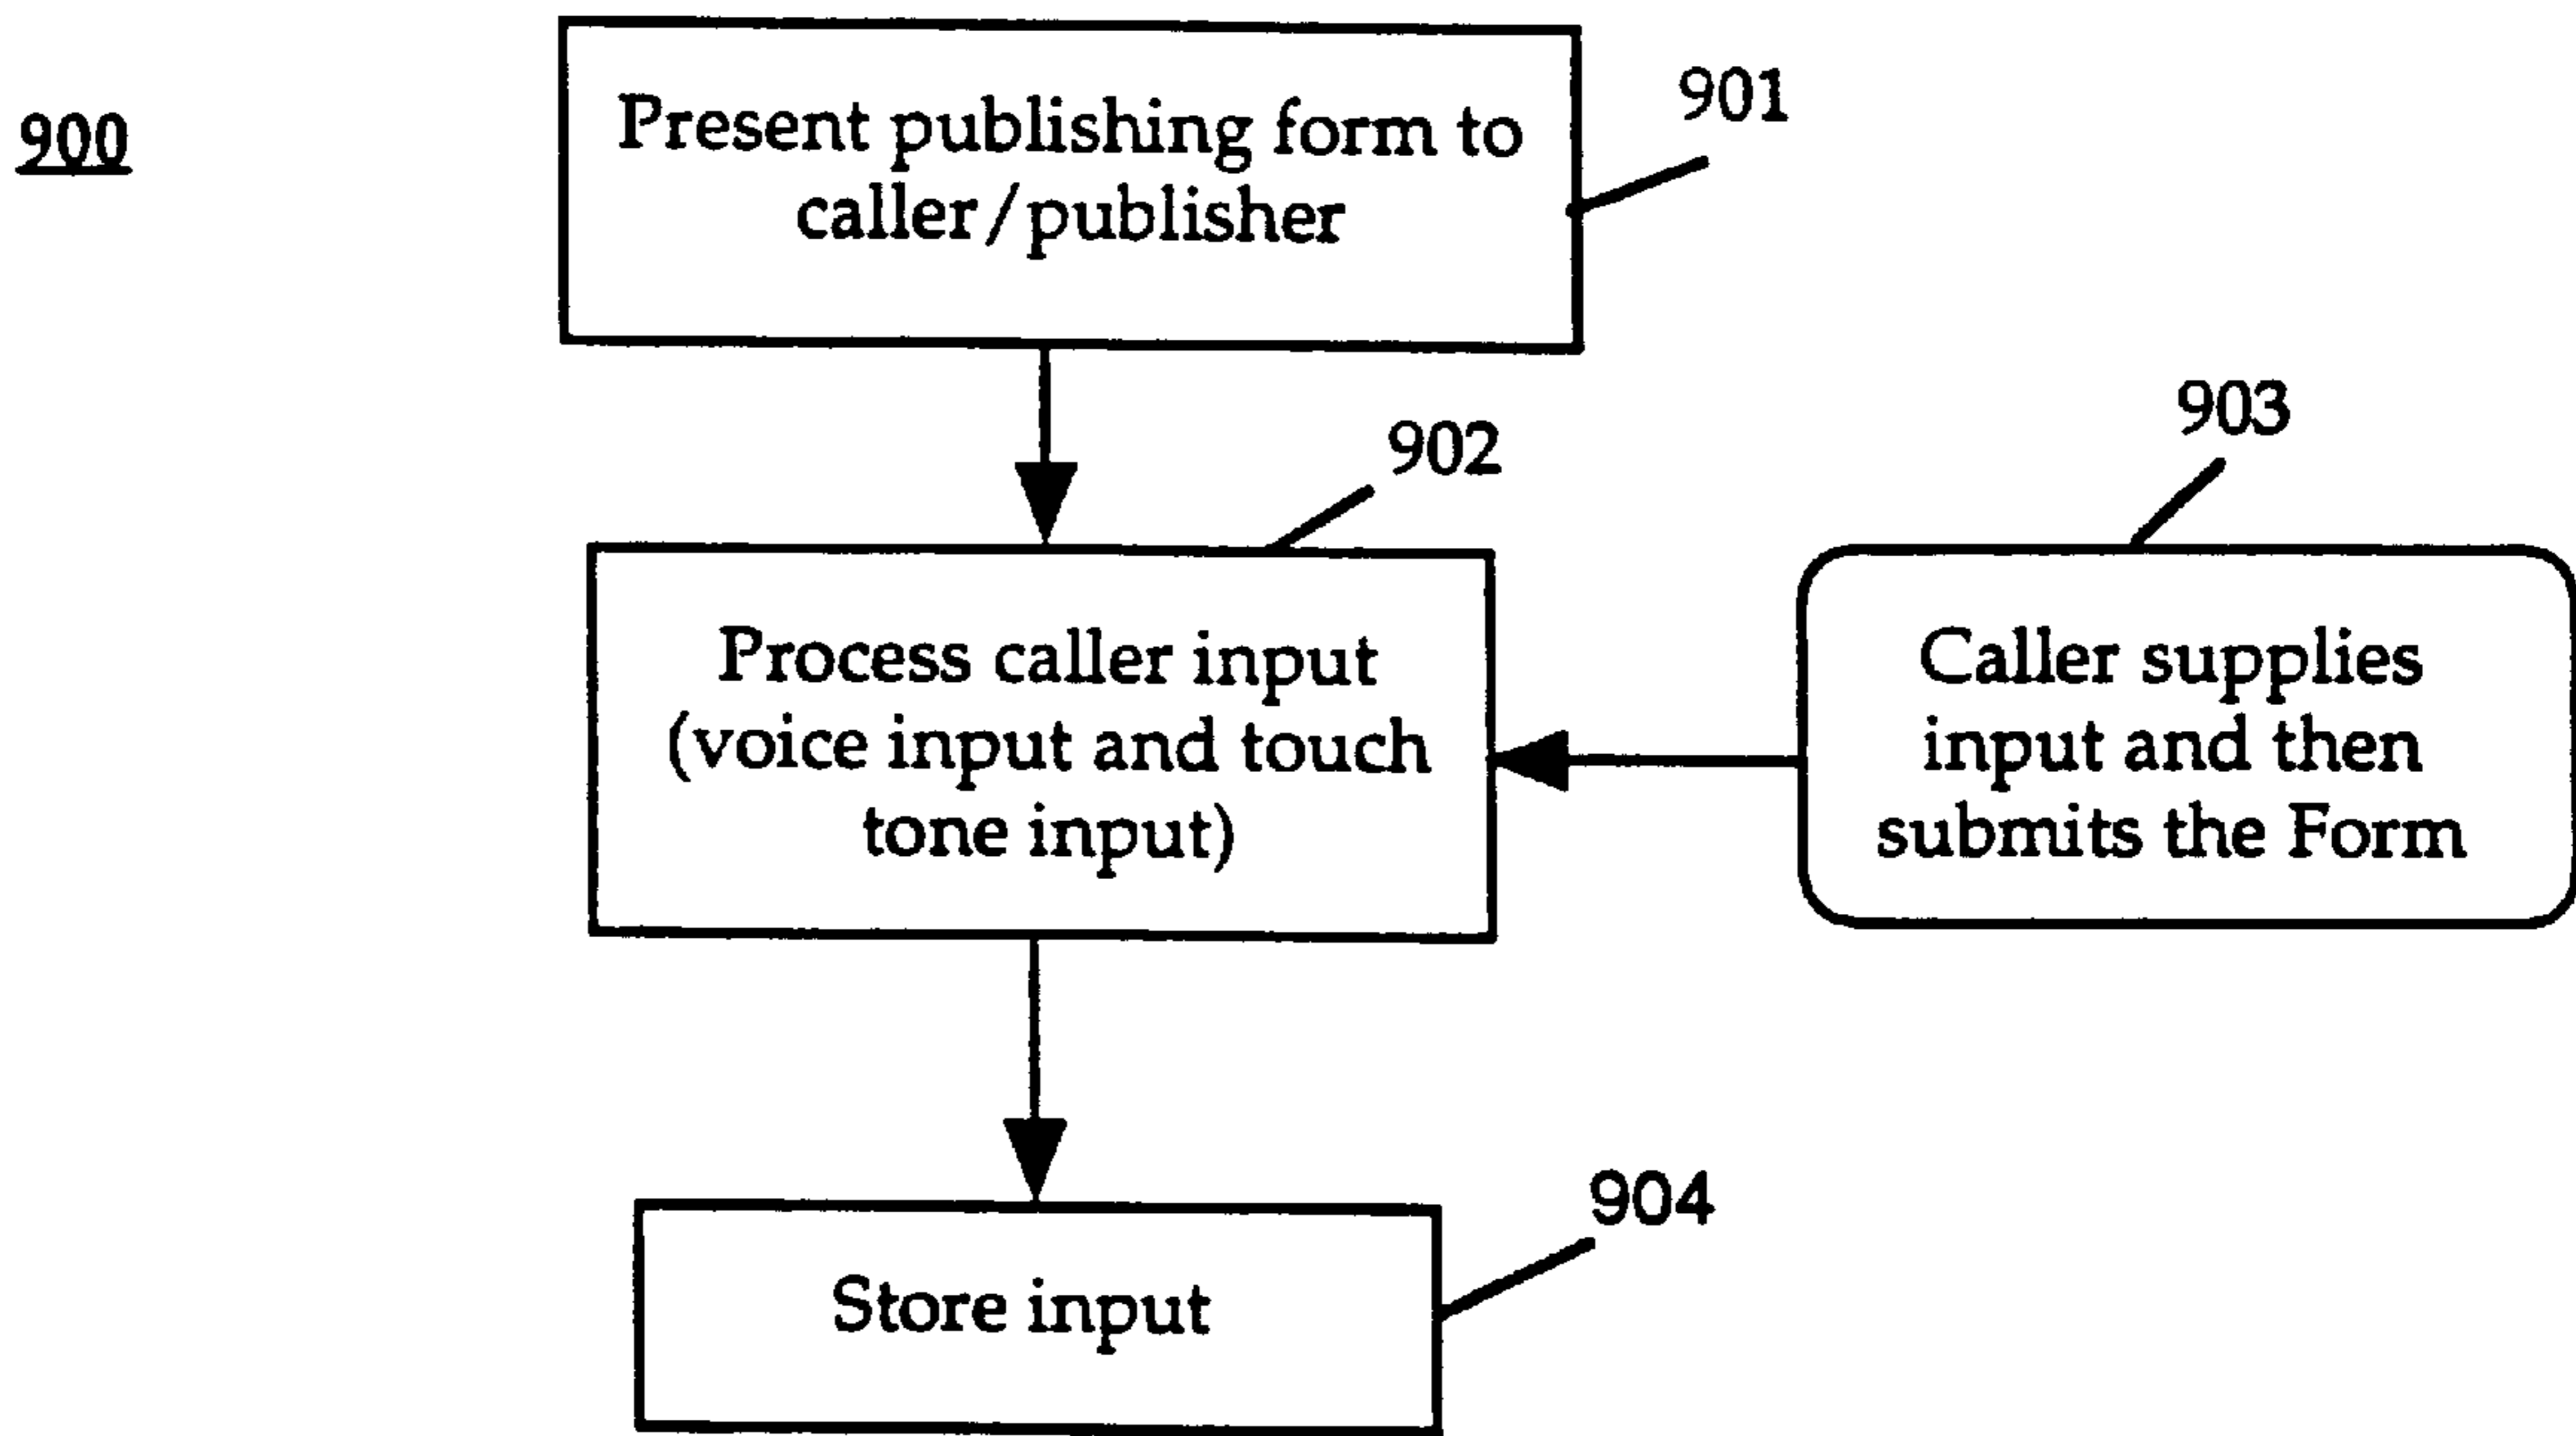 900
Present publishing form to
caller/publisher
901
902
Process caller input
(voice input and touch
tone input)
903
Caller supplies
input and then
submits the Form
904
Store input